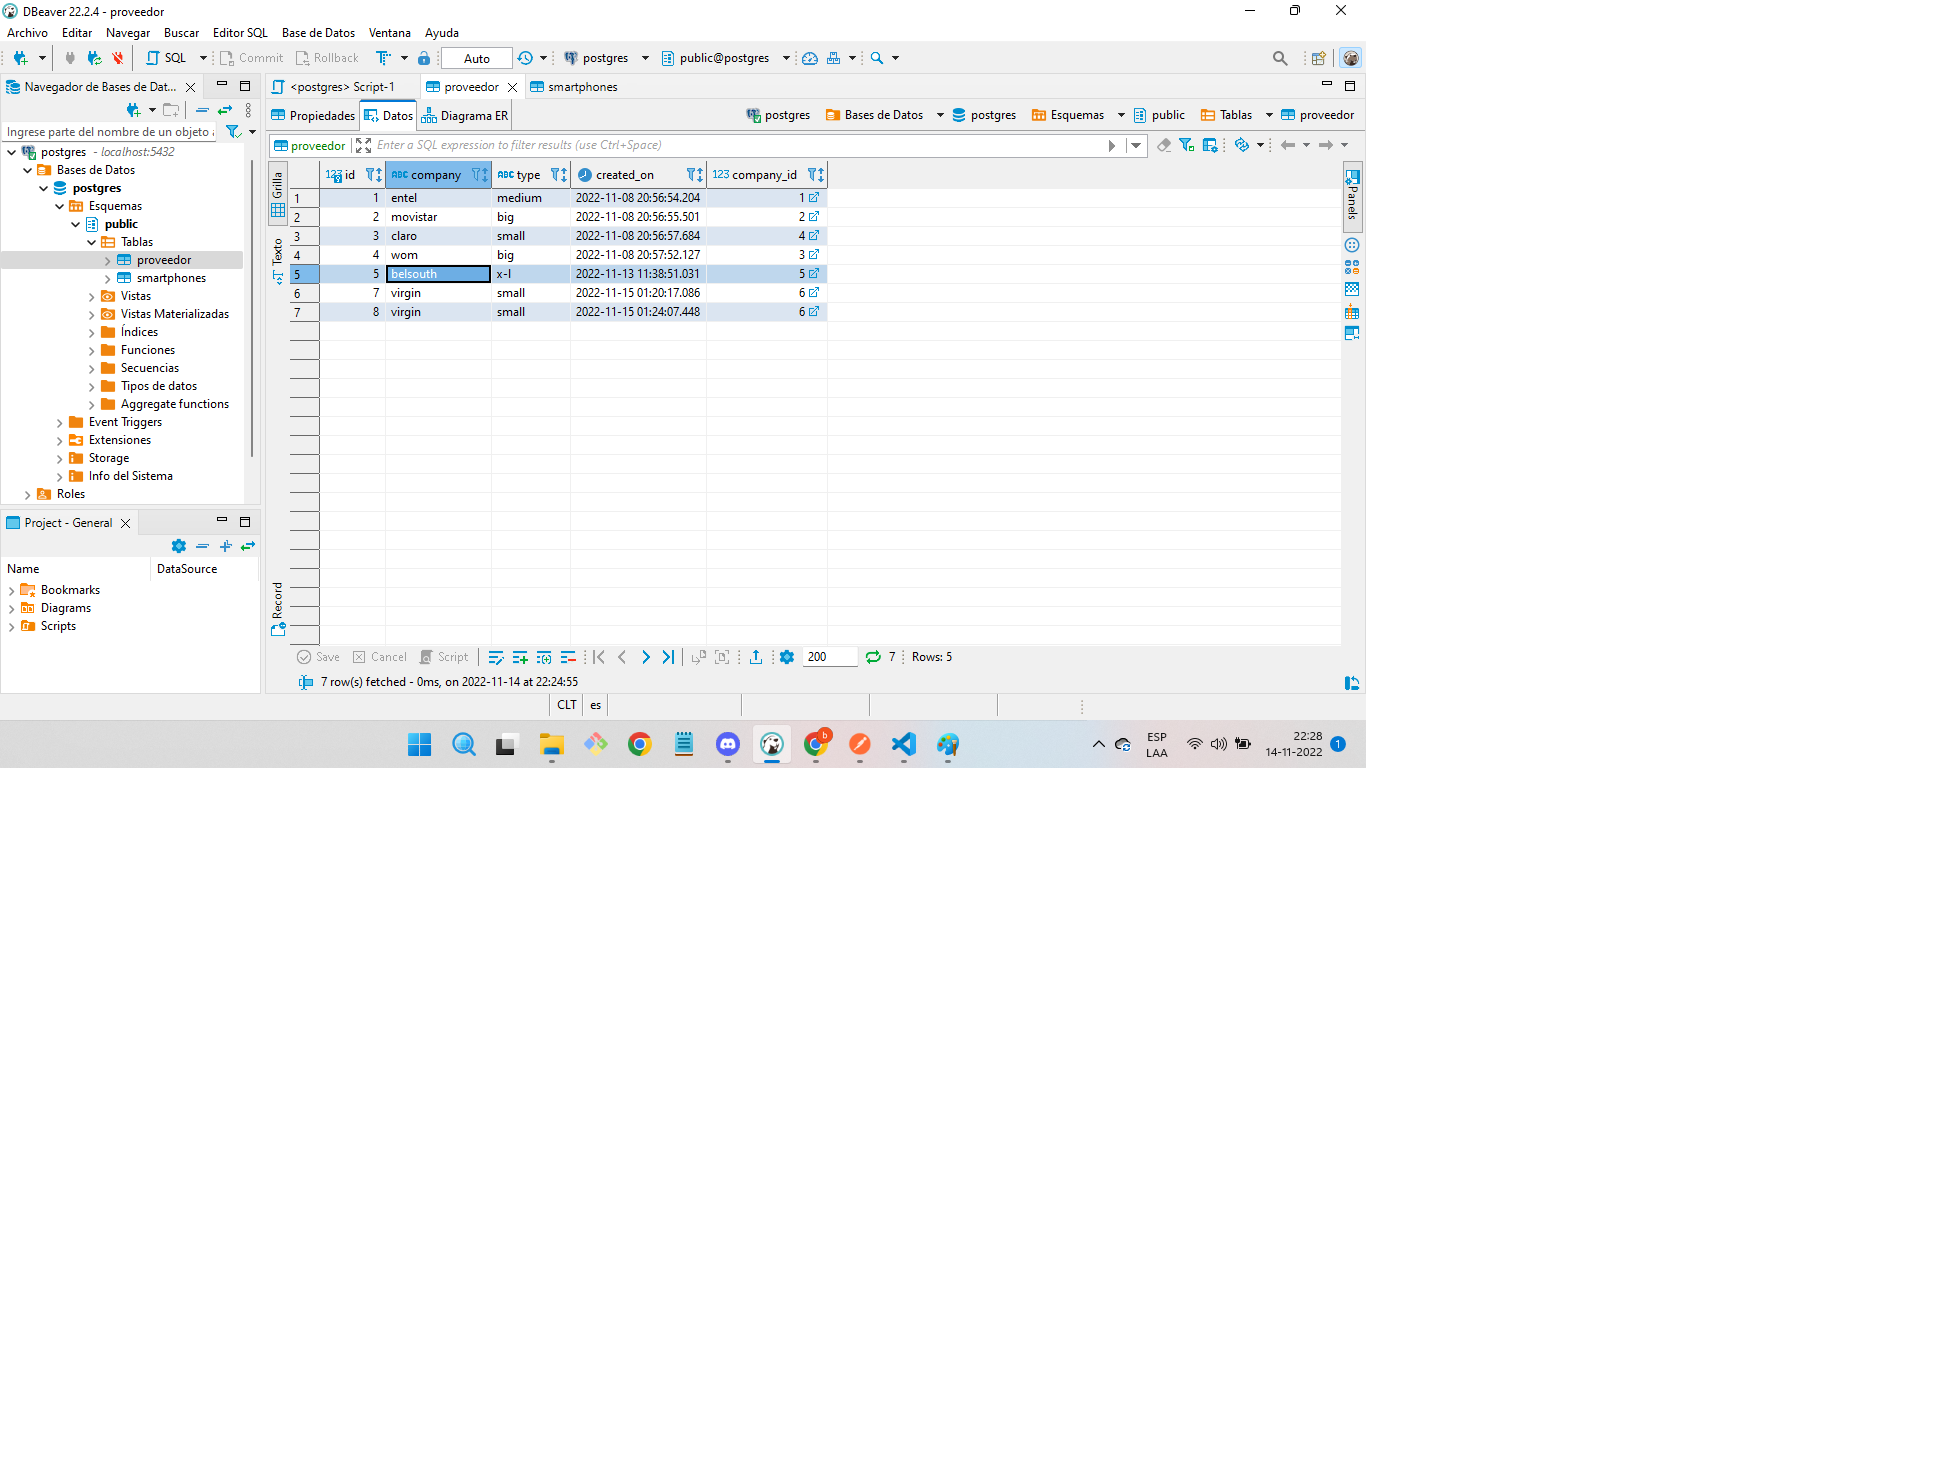 DBeaver 22.2.4 - proveedor
Archivo Editar Navegar Buscar Editor SQL Base de Datos Ventana Ayuda
SQL Commit Rollback Auto postgres public@postgres
Navegador de Bases de Dat...
<postgres> Script-1 proveedor smartphones
Propiedades Datos Diagrama ER postgres Bases de Datos postgres Esquemas public Tablas proveedor
Ingrese parte del nombre de un objeto
proveedor Enter a SQL expression to filter results (use Ctrl+Space)
postgres - localhost:5432
Bases de Datos
postgres
Esquemas
public
Tablas
proveedor
smartphones
Vistas
Vistas Materializadas
Índices
Funciones
Secuencias
Tipos de datos
Aggregate functions
Event Triggers
Extensiones
Storage
Info del Sistema
Roles
Project - General
Name DataSource
Bookmarks
Diagrams
Scripts
Grilla
Texto
Record
123 id ABC company ABC type created_on 123 company_id
1 1 entel medium 2022-11-08 20:56:54.204 1
2 2 movistar big 2022-11-08 20:56:55.501 2
3 3 claro small 2022-11-08 20:56:57.684 4
4 4 wom big 2022-11-08 20:57:52.127 3
5 5 belsouth x-l 2022-11-13 11:38:51.031 5
6 7 virgin small 2022-11-15 01:20:17.086 6
7 8 virgin small 2022-11-15 01:24:07.448 6
Panels
Save Cancel Script 200 7 Rows: 5
7 row(s) fetched - 0ms, on 2022-11-14 at 22:24:55
CLT es
b
ESP
LAA
22:28
14-11-2022
1